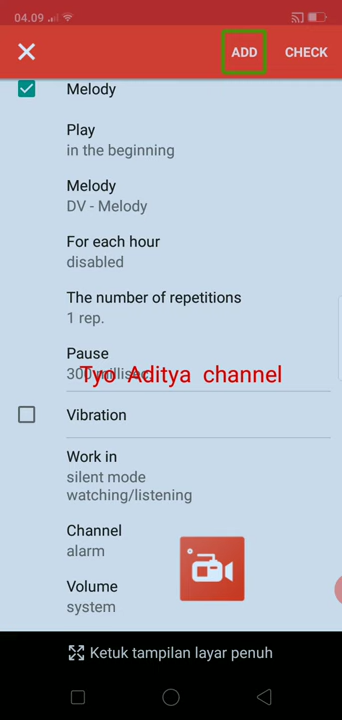 04.09
ADD
CHECK
Melody
Play
in the beginning
Melody
DV - Melody
For each hour
disabled
The number of repetitions
1 rep.
Pause
300 millisec.
Tyo Aditya channel
Vibration
Work in
silent mode
watching/listening
Channel
alarm
Volume
system
Ketuk tampilan layar penuh